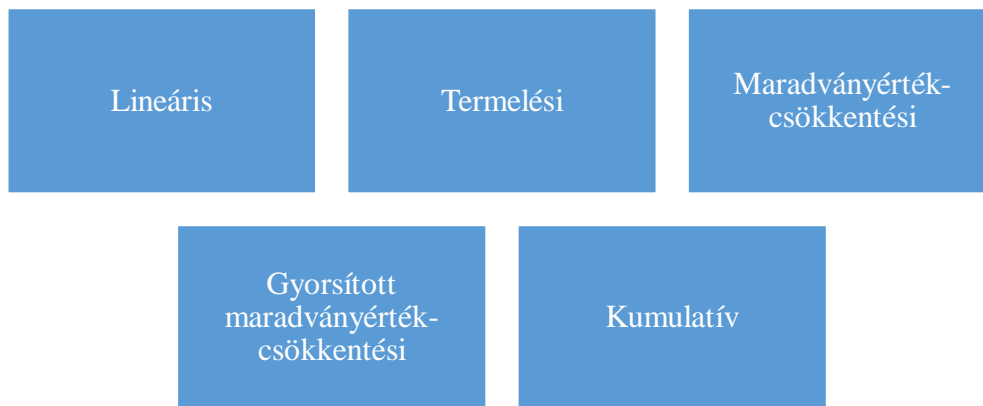 Lineáris
Termelési
Maradványérték-
csökkentési
Gyorsított
maradványérték-
csökkentési
Kumulatív